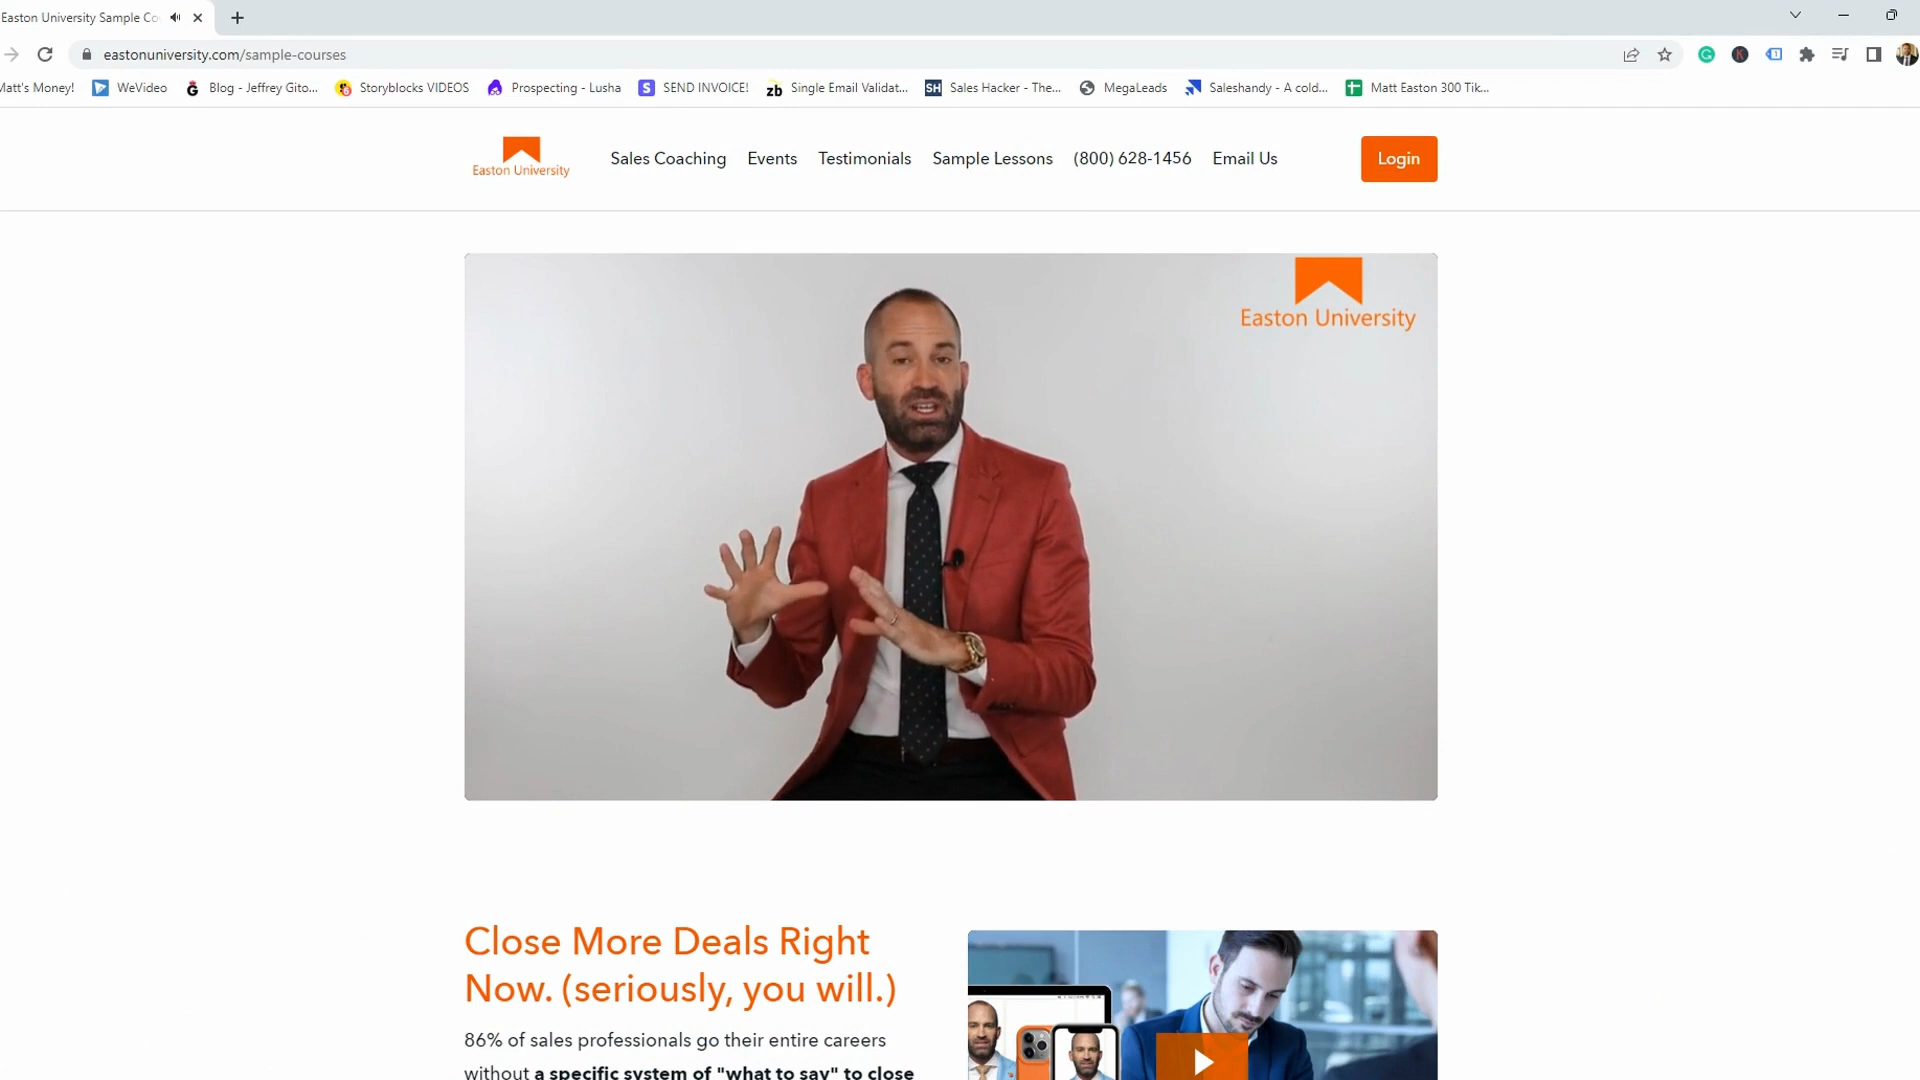 Easton University Sample Co
eastonuniversity.com/sample-courses
Matt's Money!
WeVideo
Blog - Jeffrey Gito...
Storyblocks VIDEOS
Prospecting - Lusha
S
SEND INVOICE!
zb
Single Email Validat...
SH
Sales Hacker - The...
MegaLeads
Saleshandy - A cold...
Matt Easton 300 Tik...
Easton University
Sales Coaching
Events
Testimonials
Sample Lessons
(800) 628-1456
Email Us
Login
Easton University
Close More Deals Right
Now. (seriously, you will.)
86% of sales professionals go their entire careers
without a specific system of "what to say" to close